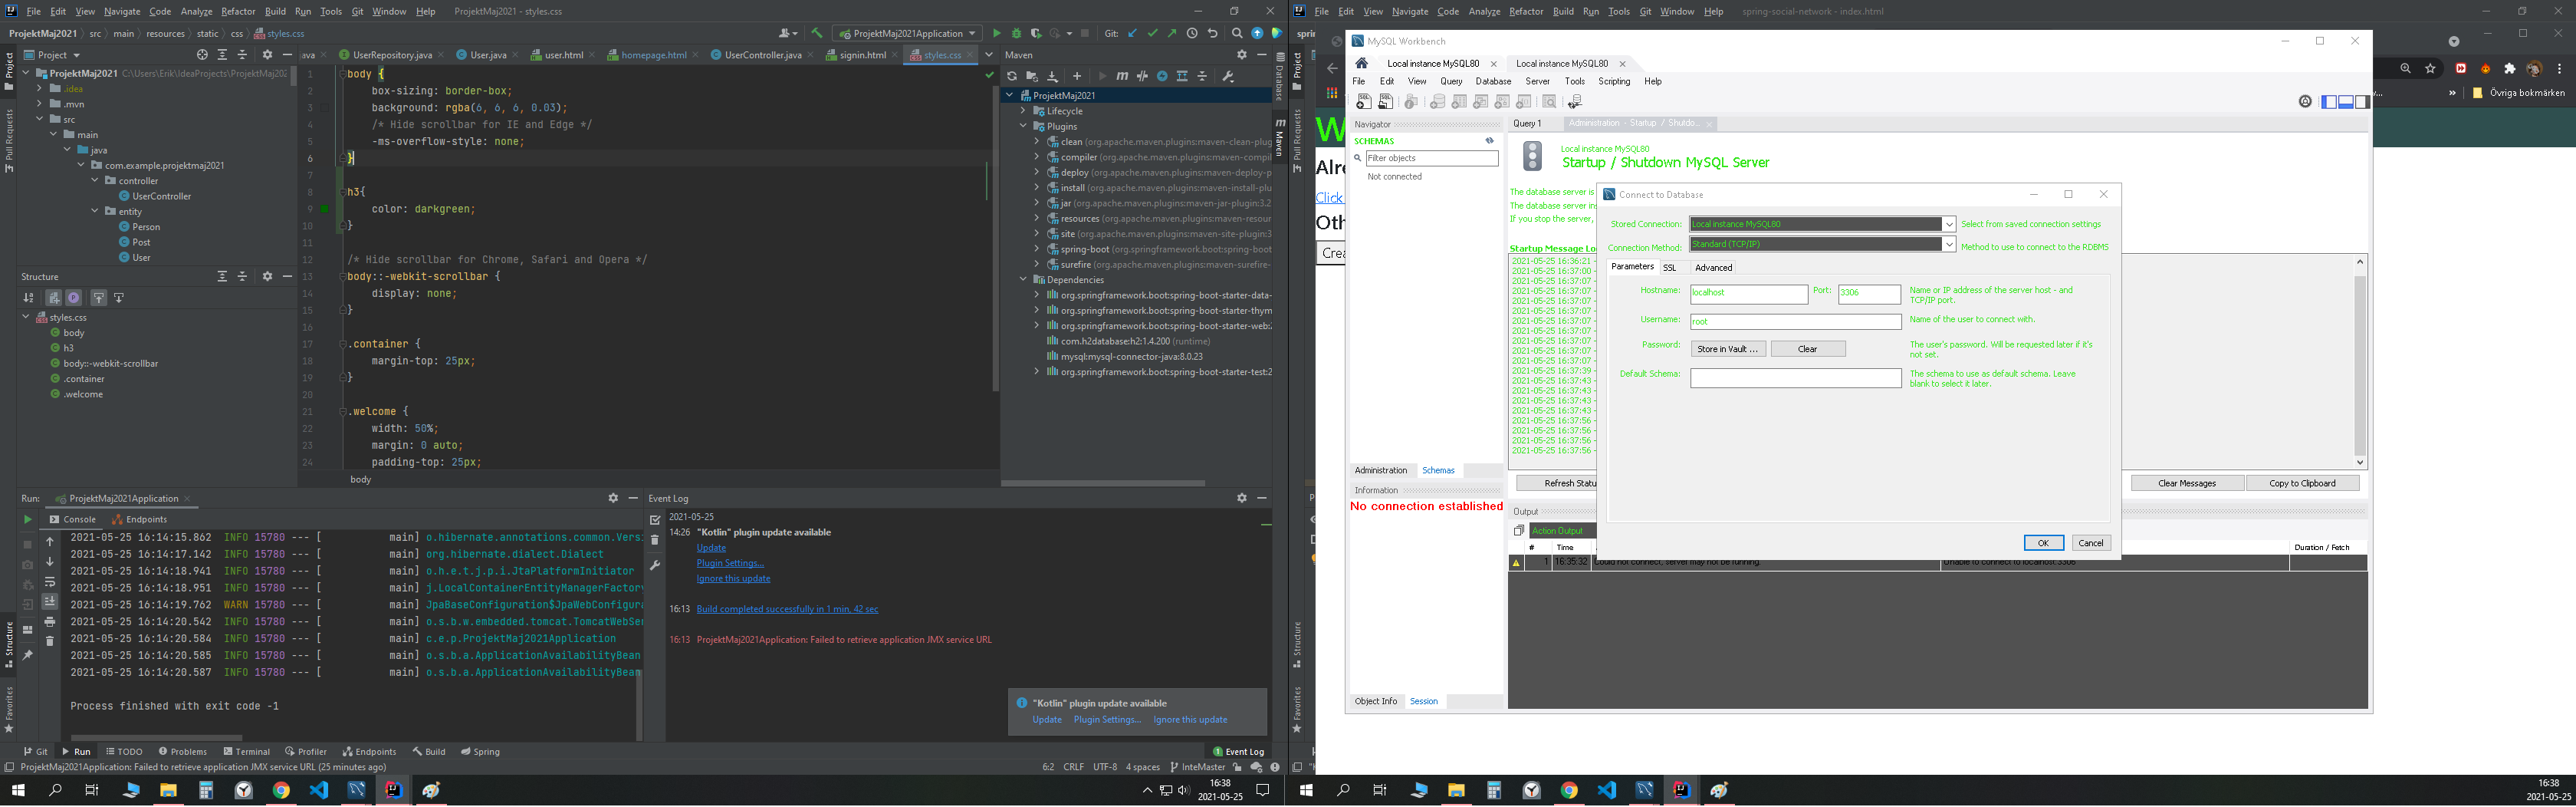 File Edit View Navigate Code Analyze Refactor Build Run Tools Git Window Help ProjektMaj2021 - styles.css
ProjektMaj2021 src main resources static css styles.css
ProjektMaj2021Application Git:
Project
java UserRepository.java User.java user.html homepage.html UserController.java signin.html styles.css
Maven
ProjektMaj2021 C:\Users\Erik\IdeaProjects\ProjektMaj202
.idea
.mvn
src
main
java
com.example.projektmaj2021
controller
UserController
entity
Person
Post
User
Structure
styles.css
body
h3
body::-webkit-scrollbar
.container
.welcome
1 body {
2 box-sizing: border-box;
3 background: rgba(6, 6, 6, 0.03);
4 /* Hide scrollbar for IE and Edge */
5 -ms-overflow-style: none;
6 }
7
8 h3{
9 color: darkgreen;
10 }
11
12 /* Hide scrollbar for Chrome, Safari and Opera */
13 body::-webkit-scrollbar {
14 display: none;
15 }
16
17 .container {
18 margin-top: 25px;
19 }
20
21 .welcome {
22 width: 50%;
23 margin: 0 auto;
24 padding-top: 25px;
body
ProjektMaj2021
Lifecycle
Plugins
clean (org.apache.maven.plugins:maven-clean-plug
compiler (org.apache.maven.plugins:maven-compil
deploy (org.apache.maven.plugins:maven-deploy-p
install (org.apache.maven.plugins:maven-install-plu
jar (org.apache.maven.plugins:maven-jar-plugin:3.2
resources (org.apache.maven.plugins:maven-resour
site (org.apache.maven.plugins:maven-site-plugin:3
spring-boot (org.springframework.boot:spring-boot
surefire (org.apache.maven.plugins:maven-surefire-
Dependencies
org.springframework.boot:spring-boot-starter-data-
org.springframework.boot:spring-boot-starter-thym
org.springframework.boot:spring-boot-starter-web:
com.h2database:h2:1.4.200 (runtime)
mysql:mysql-connector-java:8.0.23
org.springframework.boot:spring-boot-starter-test:2
Project
Pull Requests
Structure
Favorites
Database
Maven
Run: ProjektMaj2021Application
Console Endpoints
2021-05-25 16:14:15.862 INFO 15780 --- [ main] o.hibernate.annotations.common.Versi
2021-05-25 16:14:17.142 INFO 15780 --- [ main] org.hibernate.dialect.Dialect
2021-05-25 16:14:18.941 INFO 15780 --- [ main] o.h.e.t.j.p.i.JtaPlatformInitiator
2021-05-25 16:14:18.951 INFO 15780 --- [ main] j.LocalContainerEntityManagerFactory
2021-05-25 16:14:19.762 WARN 15780 --- [ main] JpaBaseConfiguration$JpaWebConfigura
2021-05-25 16:14:20.542 INFO 15780 --- [ main] o.s.b.w.embedded.tomcat.TomcatWebSer
2021-05-25 16:14:20.584 INFO 15780 --- [ main] c.e.p.ProjektMaj2021Application
2021-05-25 16:14:20.585 INFO 15780 --- [ main] o.s.b.a.ApplicationAvailabilityBean
2021-05-25 16:14:20.587 INFO 15780 --- [ main] o.s.b.a.ApplicationAvailabilityBean
Process finished with exit code -1
Event Log
2021-05-25
14:26 "Kotlin" plugin update available
Update
Plugin Settings...
Ignore this update
16:13 Build completed successfully in 1 min, 42 sec
16:13 ProjektMaj2021Application: Failed to retrieve application JMX service URL
"Kotlin" plugin update available
Update Plugin Settings... Ignore this update
Git Run TODO Problems Terminal Profiler Endpoints Build Spring 1 Event Log
ProjektMaj2021Application: Failed to retrieve application JMX service URL (25 minutes ago) 6:2 CRLF UTF-8 4 spaces InteMaster
16:38
2021-05-25
File Edit View Navigate Code Analyze Refactor Build Run Tools Git Window Help spring-social-network - index.html
sprin
Project
Pull Requests
Structure
Favorites
Övriga bokmärken
W
Alre
Click
Oth
Crea
MySQL Workbench
Local instance MySQL80 Local instance MySQL80
File Edit View Query Database Server Tools Scripting Help
Navigator
SCHEMAS
Filter objects
Not connected
Administration Schemas
Information
No connection established
Object Info Session
Query 1 Administration - Startup / Shutdo...
Local instance MySQL80
Startup / Shutdown MySQL Server
The database server is
The database server ins
If you stop the server,
Startup Message Lo
2021-05-25 16:36:21 -
2021-05-25 16:37:00 -
2021-05-25 16:37:07 -
2021-05-25 16:37:07 -
2021-05-25 16:37:07 -
2021-05-25 16:37:07 -
2021-05-25 16:37:07 -
2021-05-25 16:37:07 -
2021-05-25 16:37:07 -
2021-05-25 16:37:07 -
2021-05-25 16:37:07 -
2021-05-25 16:37:39 -
2021-05-25 16:37:43 -
2021-05-25 16:37:43 -
2021-05-25 16:37:43 -
2021-05-25 16:37:43 -
2021-05-25 16:37:56 -
2021-05-25 16:37:56 -
2021-05-25 16:37:56 -
2021-05-25 16:37:56 -
Refresh Statu Clear Messages Copy to Clipboard
Connect to Database
Stored Connection: Local instance MySQL80 Select from saved connection settings
Connection Method: Standard (TCP/IP) Method to use to connect to the RDBMS
Parameters SSL Advanced
Hostname: localhost Port: 3306 Name or IP address of the server host - and
TCP/IP port.
Username: root Name of the user to connect with.
Password: Store in Vault ... Clear The user's password. Will be requested later if it's
not set.
Default Schema: The schema to use as default schema. Leave
blank to select it later.
OK Cancel
Output
Action Output
# Time Duration / Fetch
1 16:35:32 Could not connect, server may not be running. Unable to connect to localhost:3306
16:38
2021-05-25